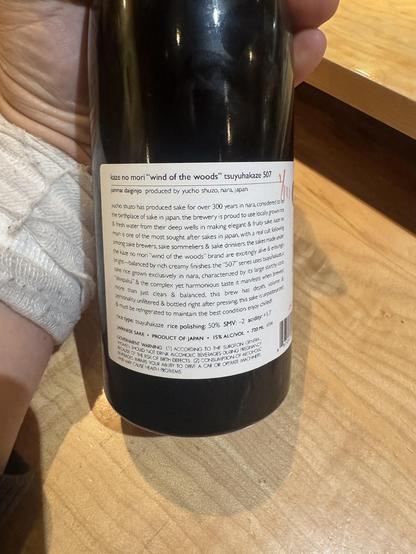 kaze no mori "wind of the woods" tsuyuhakaze 507
junmai daiginjo produced by yucho shuzo, nara, japan
yucho shuzo has produced sake for over 300 years in nara, considered to be
the birthplace of sake in japan. the brewery is proud to use locally grown rice
& fresh water from their deep wells in making elegant & fruity sake. kaze no
mori is one of the most sought after sakes in japan, with a real cult following
among sake brewers, sake sommeliers & sake drinkers. the sakes made under
the kaze no mori "wind of the woods" brand are excitingly alive & enticingly
bright—balanced by rich creamy finishes. the "507" series uses tsuyuhakaze, a
sake rice grown exclusively in nara, characterized by its large starchy core
& the complex yet harmonious taste it manifests when brewed.
more than just clean & balanced, this brew has depth, volume &
personality unfiltered & bottled right after pressing, this sake is unpasteurized
& must be refrigerated to maintain the best condition enjoy chilled!
rice type: tsuyuhakaze rice polishing: 50% SMV: -2 acidity:
JAPANESE SAKE • PRODUCT OF JAPAN • 15% ALC/VOL. • 720 ML
GOVERNMENT WARNING: (1) ACCORDING TO THE SURGEON GENERAL,
WOMEN SHOULD NOT DRINK ALCOHOLIC BEVERAGES DURING PREGNANCY
BECAUSE OF THE RISK OF BIRTH DEFECTS. (2) CONSUMPTION OF ALCOHOLIC
BEVERAGES IMPAIRS YOUR ABILITY TO DRIVE A CAR OR OPERATE MACHINERY,
AND MAY CAUSE HEALTH PROBLEMS.